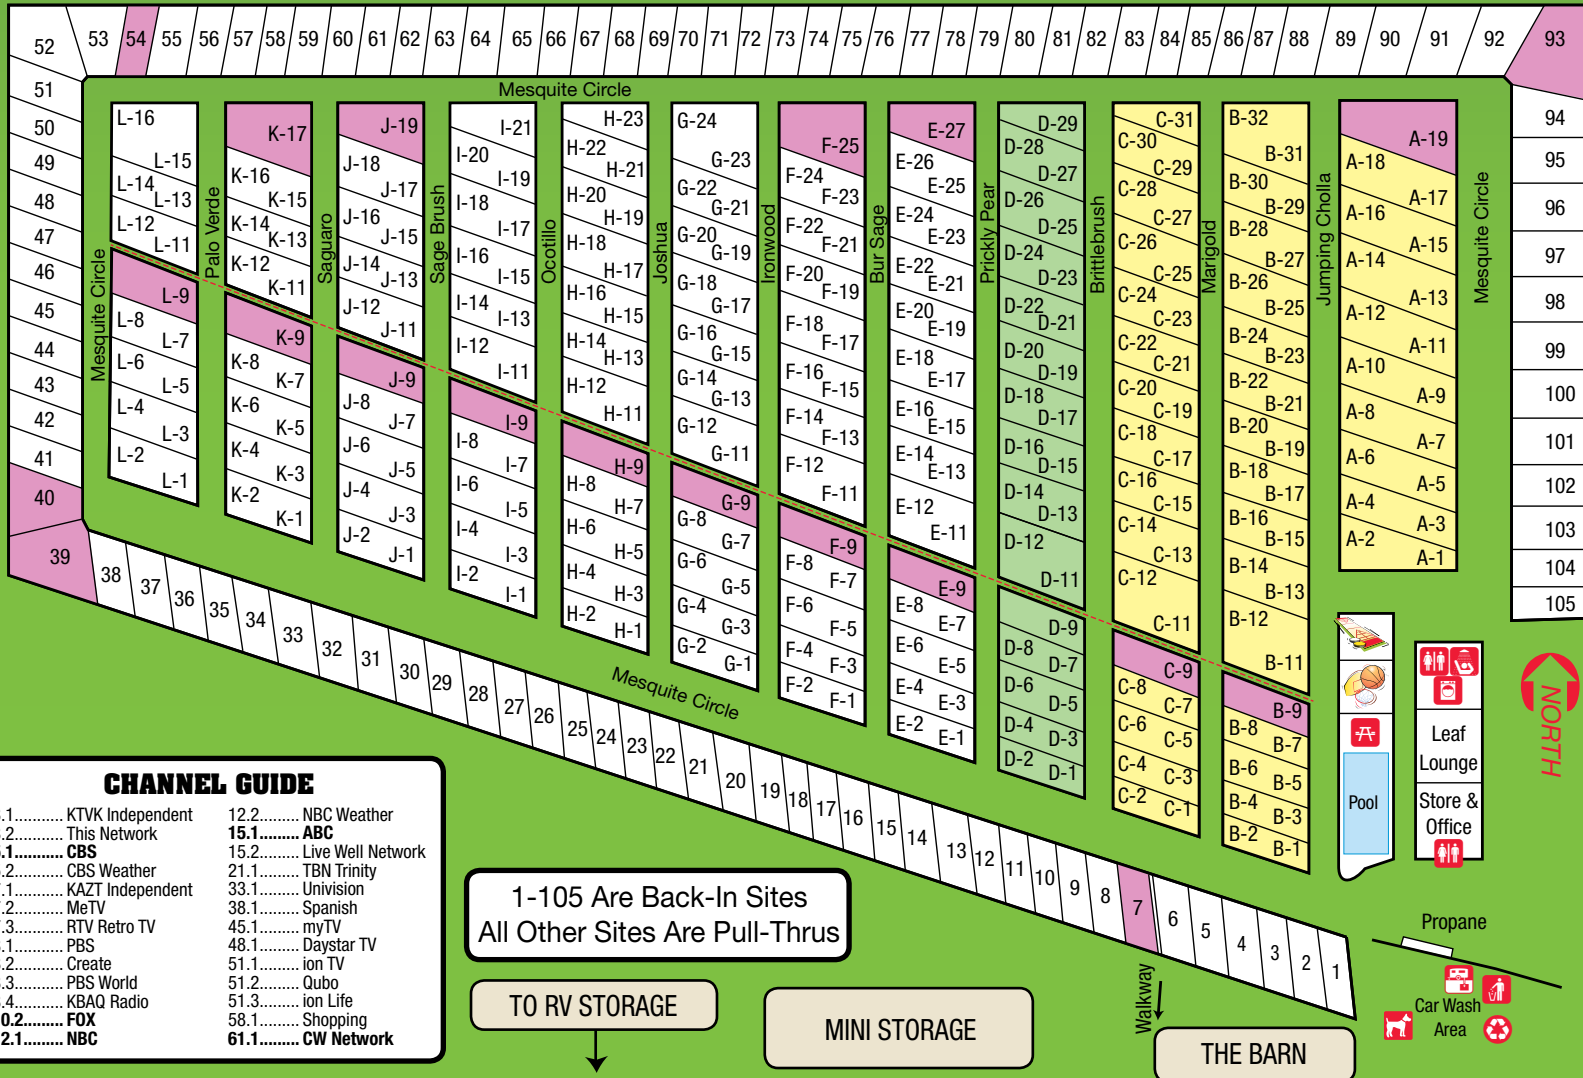 52 53 54 55 56 57 58 59 60 61 62 63 64 65 66 67 68 69 70 71 72 73 74 75 76 77 78 79 80 81 82 83 84 85 86 87 88 89 90 91 92 93
51
50
49
48
47
46
45
44
43
42
41
40
39
94
95
96
97
98
99
100
101
102
103
104
105
Mesquite Circle
Mesquite Circle
L-16
L-15
L-14
L-13
L-12
L-11
L-9
L-8
L-7
L-6
L-5
L-4
L-3
L-2
L-1
Palo Verde
K-17
K-16
K-15
K-14
K-13
K-12
K-11
K-9
K-8
K-7
K-6
K-5
K-4
K-3
K-2
K-1
Saguaro
J-19
J-18
J-17
J-16
J-15
J-14
J-13
J-12
J-11
J-9
J-8
J-7
J-6
J-5
J-4
J-3
J-2
J-1
Sage Brush
I-21
I-20
I-19
I-18
I-17
I-16
I-15
I-14
I-13
I-12
I-11
I-9
I-8
I-7
I-6
I-5
I-4
I-3
I-2
I-1
Ocotillo
H-23
H-22
H-21
H-20
H-19
H-18
H-17
H-16
H-15
H-14
H-13
H-12
H-11
H-9
H-8
H-7
H-6
H-5
H-4
H-3
H-2
H-1
Joshua
G-24
G-23
G-22
G-21
G-20
G-19
G-18
G-17
G-16
G-15
G-14
G-13
G-12
G-11
G-9
G-8
G-7
G-6
G-5
G-4
G-3
G-2
G-1
Ironwood
F-25
F-24
F-23
F-22
F-21
F-20
F-19
F-18
F-17
F-16
F-15
F-14
F-13
F-12
F-11
F-9
F-8
F-7
F-6
F-5
F-4
F-3
F-2
F-1
Bur Sage
E-27
E-26
E-25
E-24
E-23
E-22
E-21
E-20
E-19
E-18
E-17
E-16
E-15
E-14
E-13
E-12
E-11
E-9
E-8
E-7
E-6
E-5
E-4
E-3
E-2
E-1
Prickly Pear
D-29
D-28
D-27
D-26
D-25
D-24
D-23
D-22
D-21
D-20
D-19
D-18
D-17
D-16
D-15
D-14
D-13
D-12
D-11
D-9
D-8
D-7
D-6
D-5
D-4
D-3
D-2
D-1
Brittlebrush
C-31
C-30
C-29
C-28
C-27
C-26
C-25
C-24
C-23
C-22
C-21
C-20
C-19
C-18
C-17
C-16
C-15
C-14
C-13
C-12
C-11
C-9
C-8
C-7
C-6
C-5
C-4
C-3
C-2
C-1
Marigold
B-32
B-31
B-30
B-29
B-28
B-27
B-26
B-25
B-24
B-23
B-22
B-21
B-20
B-19
B-18
B-17
B-16
B-15
B-14
B-13
B-12
B-11
B-9
B-8
B-7
B-6
B-5
B-4
B-3
B-2
B-1
Jumping Cholla
A-19
A-18
A-17
A-16
A-15
A-14
A-13
A-12
A-11
A-10
A-9
A-8
A-7
A-6
A-5
A-4
A-3
A-2
A-1
Mesquite Circle
Mesquite Circle
38 37 36 35 34 33 32 31 30 29 28 27 26 25 24 23 22 21 20 19 18 17 16 15 14 13 12 11 10 9 8 7 6 5 4 3 2 1
Leaf
Lounge
Store &
Office
Pool
NORTH
Propane
Car Wash
Area
Walkway
THE BARN
MINI STORAGE
TO RV STORAGE
1-105 Are Back-In Sites
All Other Sites Are Pull-Thrus
CHANNEL GUIDE
.1.......... KTVK Independent
.2.......... This Network
.1.......... CBS
.2.......... CBS Weather
.1.......... KAZT Independent
.2.......... MeTV
.3.......... RTV Retro TV
.1.......... PBS
.2.......... Create
.3.......... PBS World
.4.......... KBAQ Radio
0.2........ FOX
2.1........ NBC
12.2........ NBC Weather
15.1........ ABC
15.2........ Live Well Network
21.1........ TBN Trinity
33.1........ Univision
38.1........ Spanish
45.1........ myTV
48.1........ Daystar TV
51.1........ ion TV
51.2........ Qubo
51.3........ ion Life
58.1........ Shopping
61.1........ CW Network